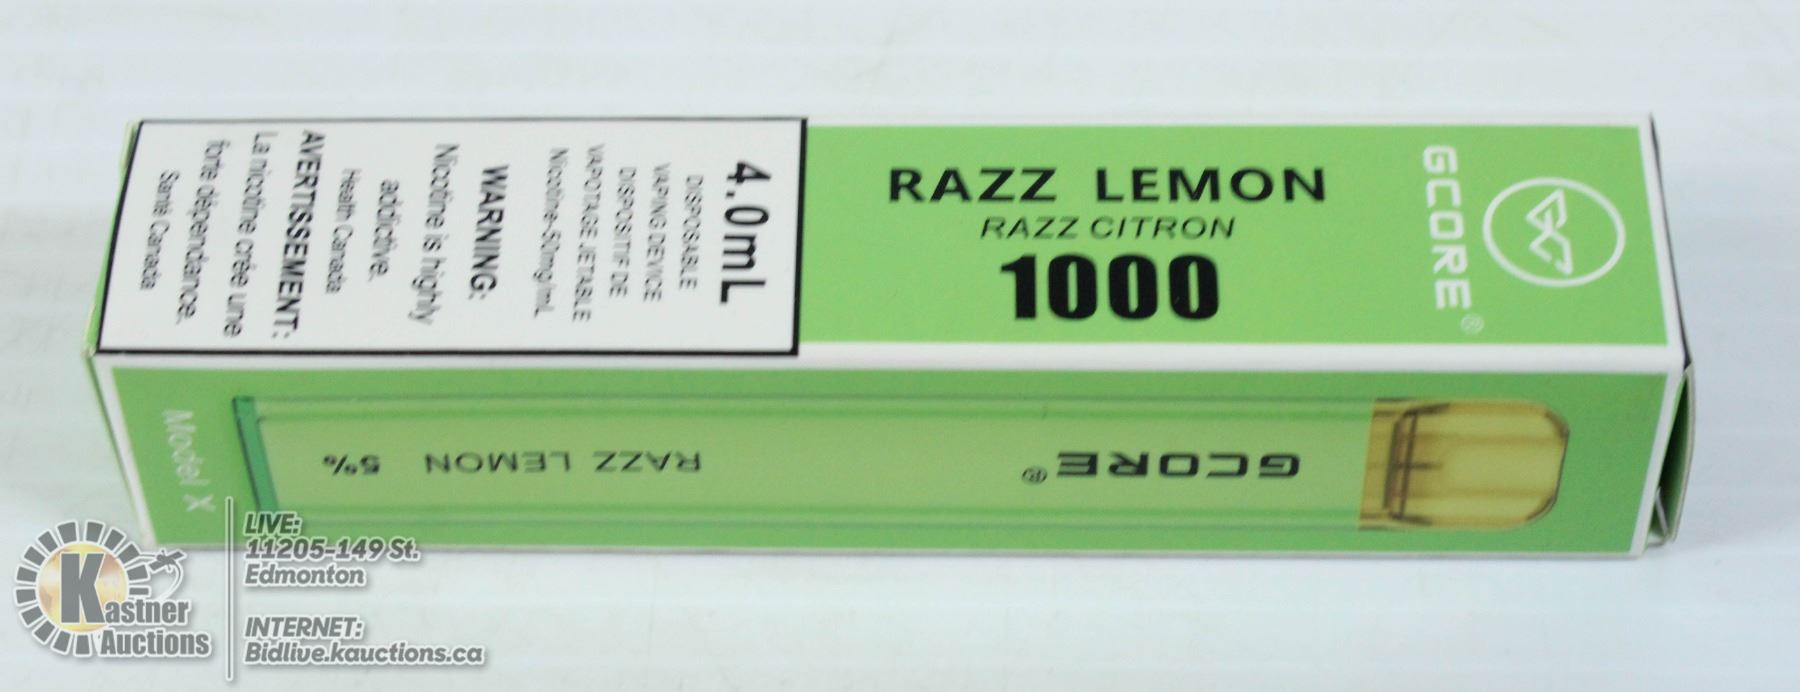 RAZZ LEMON
RAZZ CITRON
1000
GCORE®
4.0mL
DISPOSABLE
VAPING DEVICE
DISPOSITIF DE
VAPOTAGE JETABLE
Nicotine-50mg/mL
WARNING:
Nicotine is highly
addictive.
Health Canada
AVERTISSEMENT:
La nicotine crée une
forte dépendance.
Santé Canada
GCORE®
RAZZ LEMON 5%
Model X
Kastner
Auctions
LIVE:
11205-149 St.
Edmonton
INTERNET:
Bidlive.kauctions.ca